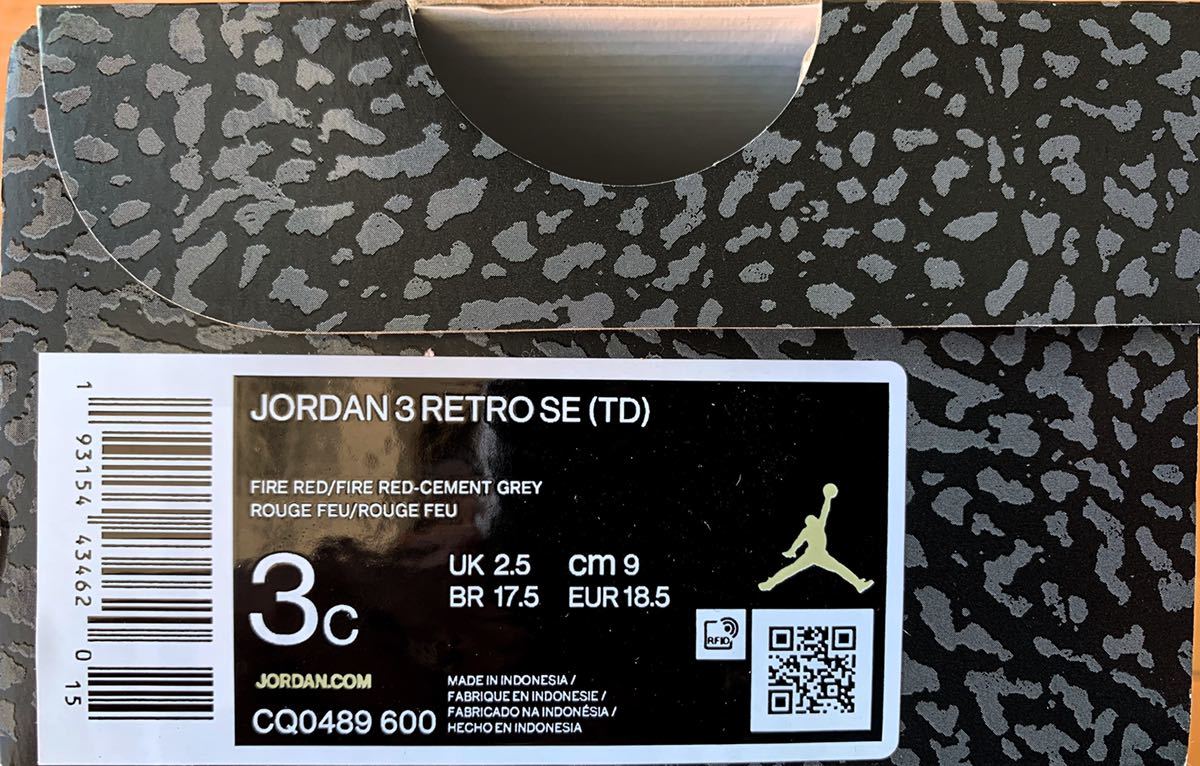 JORDAN 3 RETRO SE (TD)
FIRE RED/FIRE RED-CEMENT GREY
ROUGE FEU/ROUGE FEU
3C
UK 2.5 cm 9
BR 17.5 EUR 18.5
RFID
JORDAN.COM
CQ0489 600
MADE IN INDONESIA /
FABRIQUE EN INDONESIE /
FABRICADO NA INDONÉSIA /
HECHO EN INDONESIA
1 93154 43462 0 15